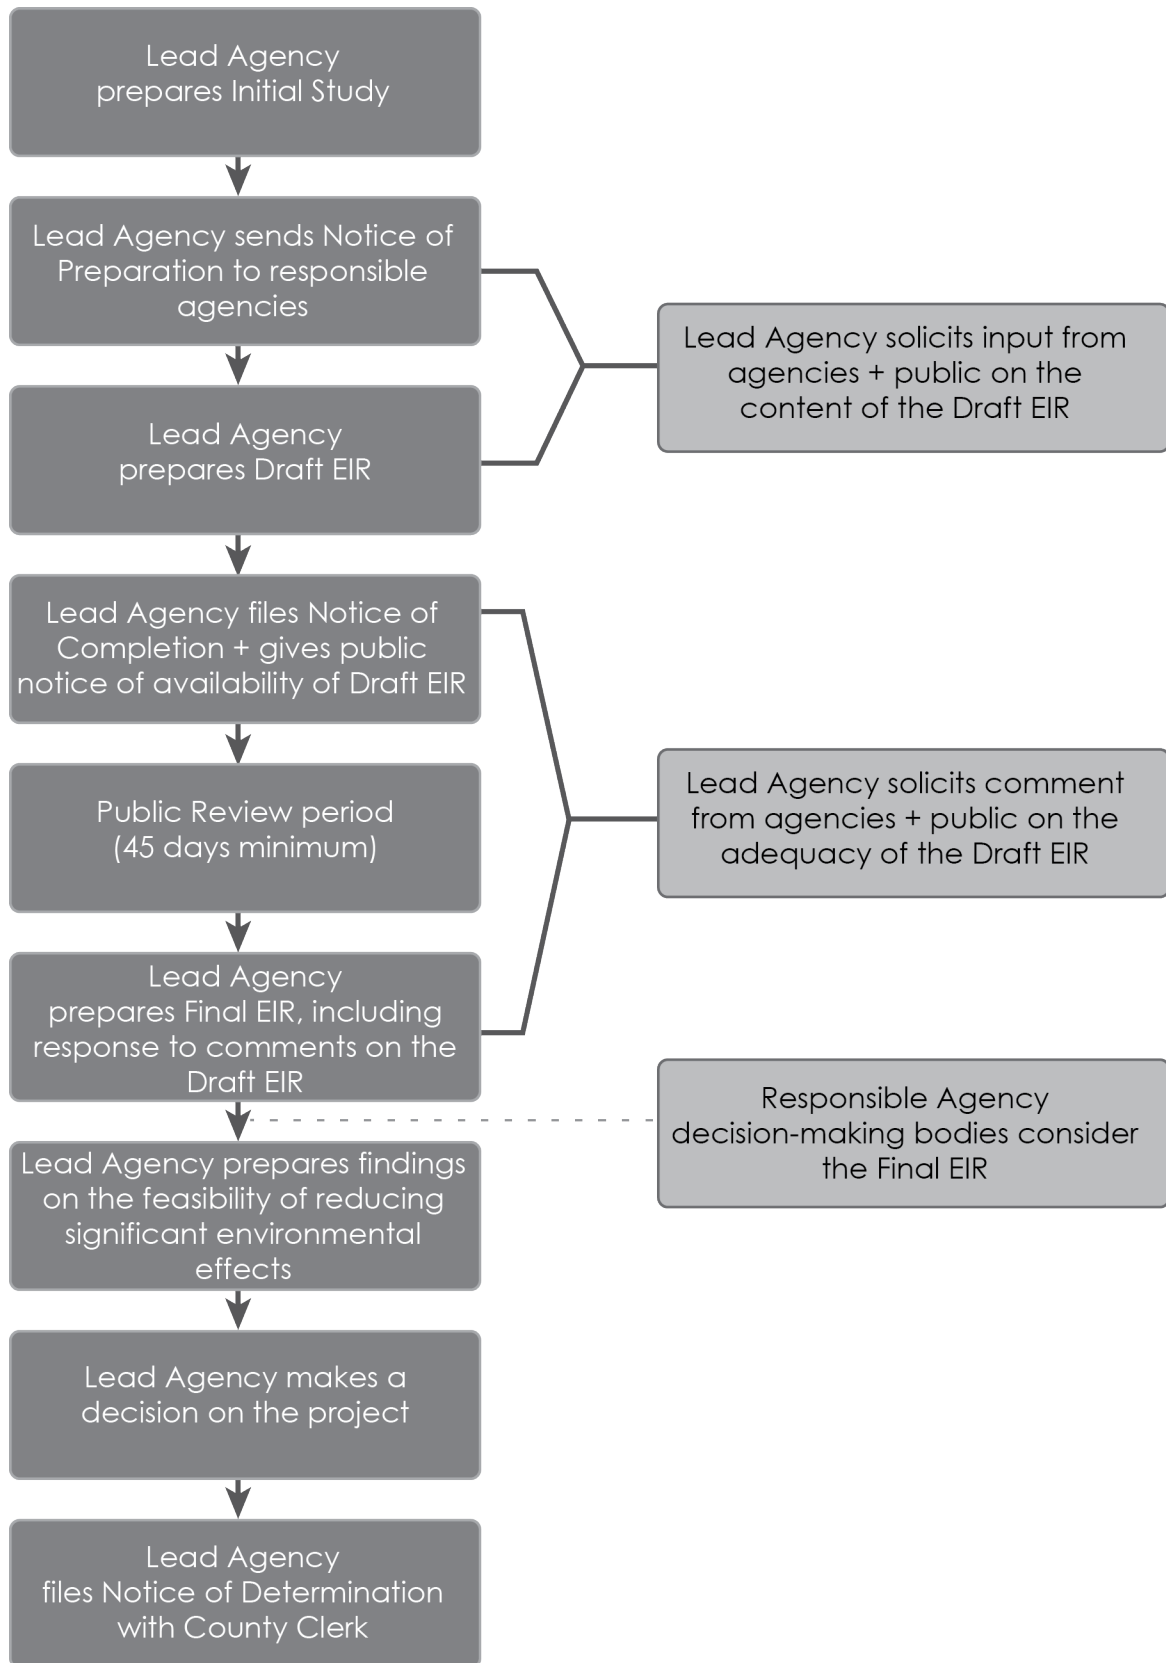 Lead Agency
prepares Initial Study
Lead Agency sends Notice of
Preparation to responsible
agencies
Lead Agency solicits input from
agencies + public on the
content of the Draft EIR
Lead Agency
prepares Draft EIR
Lead Agency files Notice of
Completion + gives public
notice of availability of Draft EIR
Public Review period
(45 days minimum)
Lead Agency solicits comment
from agencies + public on the
adequacy of the Draft EIR
Lead Agency
prepares Final EIR, including
response to comments on the
Draft EIR
Responsible Agency
decision-making bodies consider
the Final EIR
Lead Agency prepares findings
on the feasibility of reducing
significant environmental
effects
Lead Agency makes a
decision on the project
Lead Agency
files Notice of Determination
with County Clerk